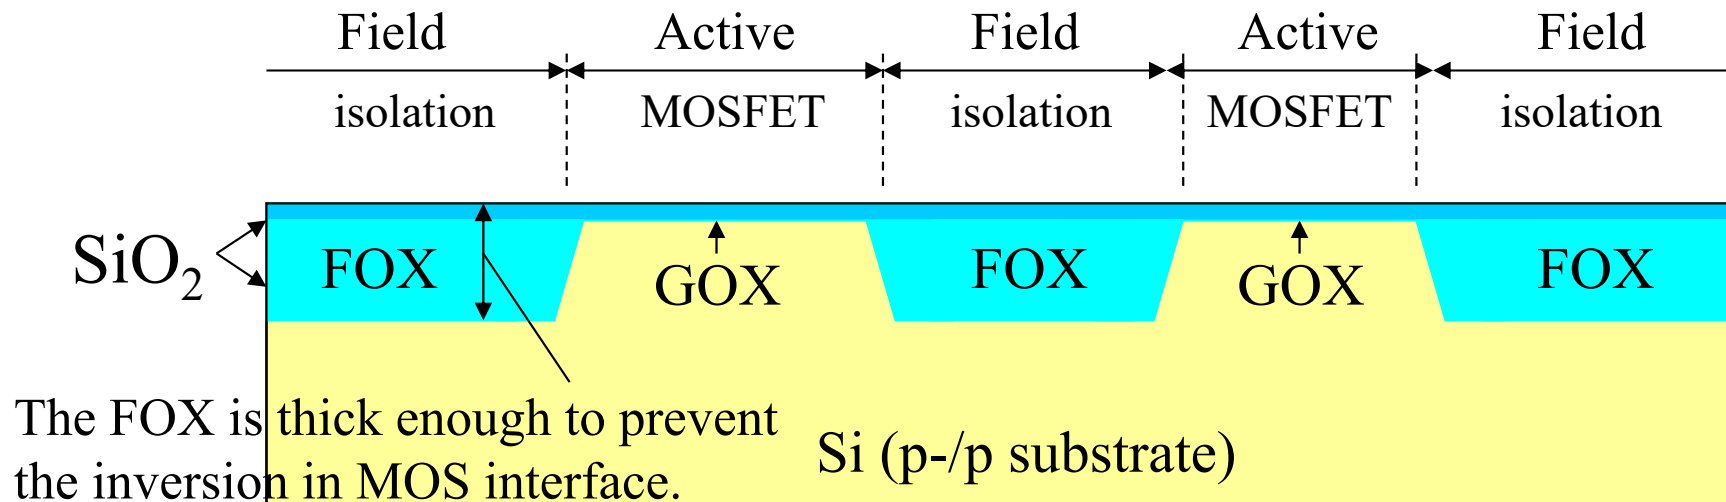 Field Active Field Active Field
isolation MOSFET isolation MOSFET isolation
SiO₂ FOX GOX FOX GOX FOX
The FOX is thick enough to prevent
the inversion in MOS interface.
Si (p-/p substrate)